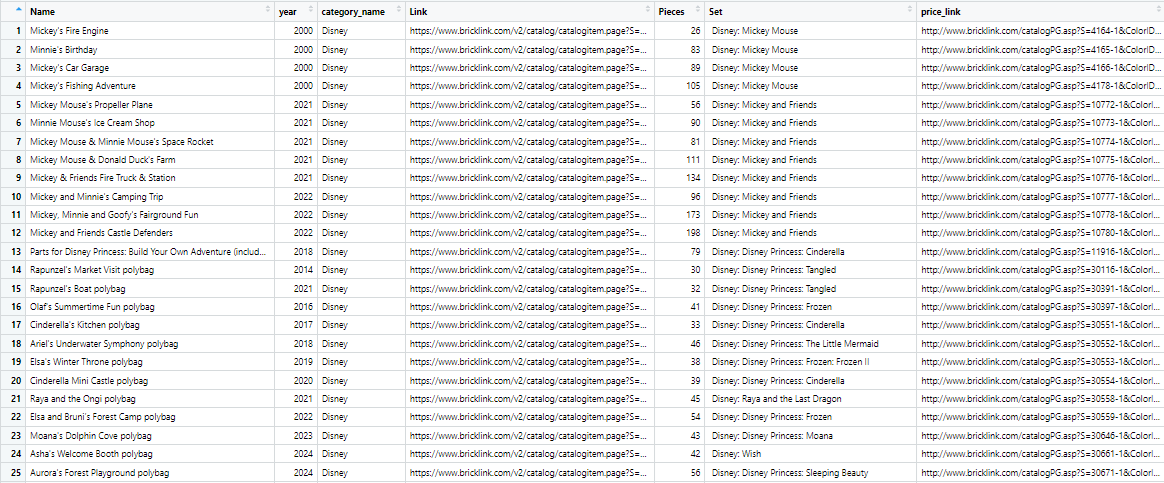 Name year category_name Link Pieces Set price_link
1 Mickey's Fire Engine 2000 Disney https://www.bricklink.com/v2/catalog/catalogitem.page?S=... 26 Disney: Mickey Mouse http://www.bricklink.com/catalogPG.asp?S=4164-1&ColorID...
2 Minnie's Birthday 2000 Disney https://www.bricklink.com/v2/catalog/catalogitem.page?S=... 83 Disney: Mickey Mouse http://www.bricklink.com/catalogPG.asp?S=4165-1&ColorID...
3 Mickey's Car Garage 2000 Disney https://www.bricklink.com/v2/catalog/catalogitem.page?S=... 89 Disney: Mickey Mouse http://www.bricklink.com/catalogPG.asp?S=4166-1&ColorID...
4 Mickey's Fishing Adventure 2000 Disney https://www.bricklink.com/v2/catalog/catalogitem.page?S=... 105 Disney: Mickey Mouse http://www.bricklink.com/catalogPG.asp?S=4178-1&ColorID...
5 Mickey Mouse's Propeller Plane 2021 Disney https://www.bricklink.com/v2/catalog/catalogitem.page?S=... 56 Disney: Mickey and Friends http://www.bricklink.com/catalogPG.asp?S=10772-1&ColorI...
6 Minnie Mouse's Ice Cream Shop 2021 Disney https://www.bricklink.com/v2/catalog/catalogitem.page?S=... 90 Disney: Mickey and Friends http://www.bricklink.com/catalogPG.asp?S=10773-1&ColorI...
7 Mickey Mouse & Minnie Mouse's Space Rocket 2021 Disney https://www.bricklink.com/v2/catalog/catalogitem.page?S=... 81 Disney: Mickey and Friends http://www.bricklink.com/catalogPG.asp?S=10774-1&ColorI...
8 Mickey Mouse & Donald Duck's Farm 2021 Disney https://www.bricklink.com/v2/catalog/catalogitem.page?S=... 111 Disney: Mickey and Friends http://www.bricklink.com/catalogPG.asp?S=10775-1&ColorI...
9 Mickey & Friends Fire Truck & Station 2021 Disney https://www.bricklink.com/v2/catalog/catalogitem.page?S=... 134 Disney: Mickey and Friends http://www.bricklink.com/catalogPG.asp?S=10776-1&ColorI...
10 Mickey and Minnie's Camping Trip 2022 Disney https://www.bricklink.com/v2/catalog/catalogitem.page?S=... 96 Disney: Mickey and Friends http://www.bricklink.com/catalogPG.asp?S=10777-1&ColorI...
11 Mickey, Minnie and Goofy's Fairground Fun 2022 Disney https://www.bricklink.com/v2/catalog/catalogitem.page?S=... 173 Disney: Mickey and Friends http://www.bricklink.com/catalogPG.asp?S=10778-1&ColorI...
12 Mickey and Friends Castle Defenders 2022 Disney https://www.bricklink.com/v2/catalog/catalogitem.page?S=... 198 Disney: Mickey and Friends http://www.bricklink.com/catalogPG.asp?S=10780-1&ColorI...
13 Parts for Disney Princess: Build Your Own Adventure (includ... 2018 Disney https://www.bricklink.com/v2/catalog/catalogitem.page?S=... 79 Disney: Disney Princess: Cinderella http://www.bricklink.com/catalogPG.asp?S=11916-1&ColorI...
14 Rapunzel's Market Visit polybag 2014 Disney https://www.bricklink.com/v2/catalog/catalogitem.page?S=... 30 Disney: Disney Princess: Tangled http://www.bricklink.com/catalogPG.asp?S=30116-1&ColorI...
15 Rapunzel's Boat polybag 2021 Disney https://www.bricklink.com/v2/catalog/catalogitem.page?S=... 32 Disney: Disney Princess: Tangled http://www.bricklink.com/catalogPG.asp?S=30391-1&ColorI...
16 Olaf's Summertime Fun polybag 2016 Disney https://www.bricklink.com/v2/catalog/catalogitem.page?S=... 41 Disney: Disney Princess: Frozen http://www.bricklink.com/catalogPG.asp?S=30397-1&ColorI...
17 Cinderella's Kitchen polybag 2017 Disney https://www.bricklink.com/v2/catalog/catalogitem.page?S=... 33 Disney: Disney Princess: Cinderella http://www.bricklink.com/catalogPG.asp?S=30551-1&ColorI...
18 Ariel's Underwater Symphony polybag 2018 Disney https://www.bricklink.com/v2/catalog/catalogitem.page?S=... 46 Disney: Disney Princess: The Little Mermaid http://www.bricklink.com/catalogPG.asp?S=30552-1&ColorI...
19 Elsa's Winter Throne polybag 2019 Disney https://www.bricklink.com/v2/catalog/catalogitem.page?S=... 38 Disney: Disney Princess: Frozen: Frozen II http://www.bricklink.com/catalogPG.asp?S=30553-1&ColorI...
20 Cinderella Mini Castle polybag 2020 Disney https://www.bricklink.com/v2/catalog/catalogitem.page?S=... 39 Disney: Disney Princess: Cinderella http://www.bricklink.com/catalogPG.asp?S=30554-1&ColorI...
21 Raya and the Ongi polybag 2021 Disney https://www.bricklink.com/v2/catalog/catalogitem.page?S=... 45 Disney: Raya and the Last Dragon http://www.bricklink.com/catalogPG.asp?S=30558-1&ColorI...
22 Elsa and Bruni's Forest Camp polybag 2022 Disney https://www.bricklink.com/v2/catalog/catalogitem.page?S=... 54 Disney: Disney Princess: Frozen http://www.bricklink.com/catalogPG.asp?S=30559-1&ColorI...
23 Moana's Dolphin Cove polybag 2023 Disney https://www.bricklink.com/v2/catalog/catalogitem.page?S=... 43 Disney: Disney Princess: Moana http://www.bricklink.com/catalogPG.asp?S=30646-1&ColorI...
24 Asha's Welcome Booth polybag 2024 Disney https://www.bricklink.com/v2/catalog/catalogitem.page?S=... 42 Disney: Wish http://www.bricklink.com/catalogPG.asp?S=30661-1&ColorI...
25 Aurora's Forest Playground polybag 2024 Disney https://www.bricklink.com/v2/catalog/catalogitem.page?S=... 56 Disney: Disney Princess: Sleeping Beauty http://www.bricklink.com/catalogPG.asp?S=30671-1&ColorI...